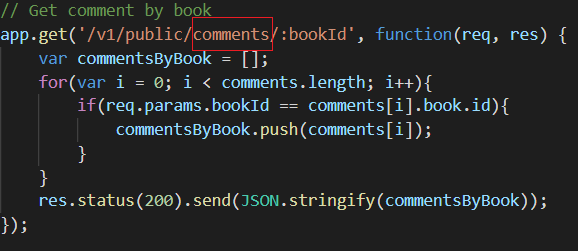 // Get comment by book
app.get('/v1/public/comments/:bookId', function(req, res) {
    var commentsByBook = [];
    for(var i = 0; i < comments.length; i++){
        if(req.params.bookId == comments[i].book.id){
            commentsByBook.push(comments[i]);
        }
    }
    res.status(200).send(JSON.stringify(commentsByBook));
});